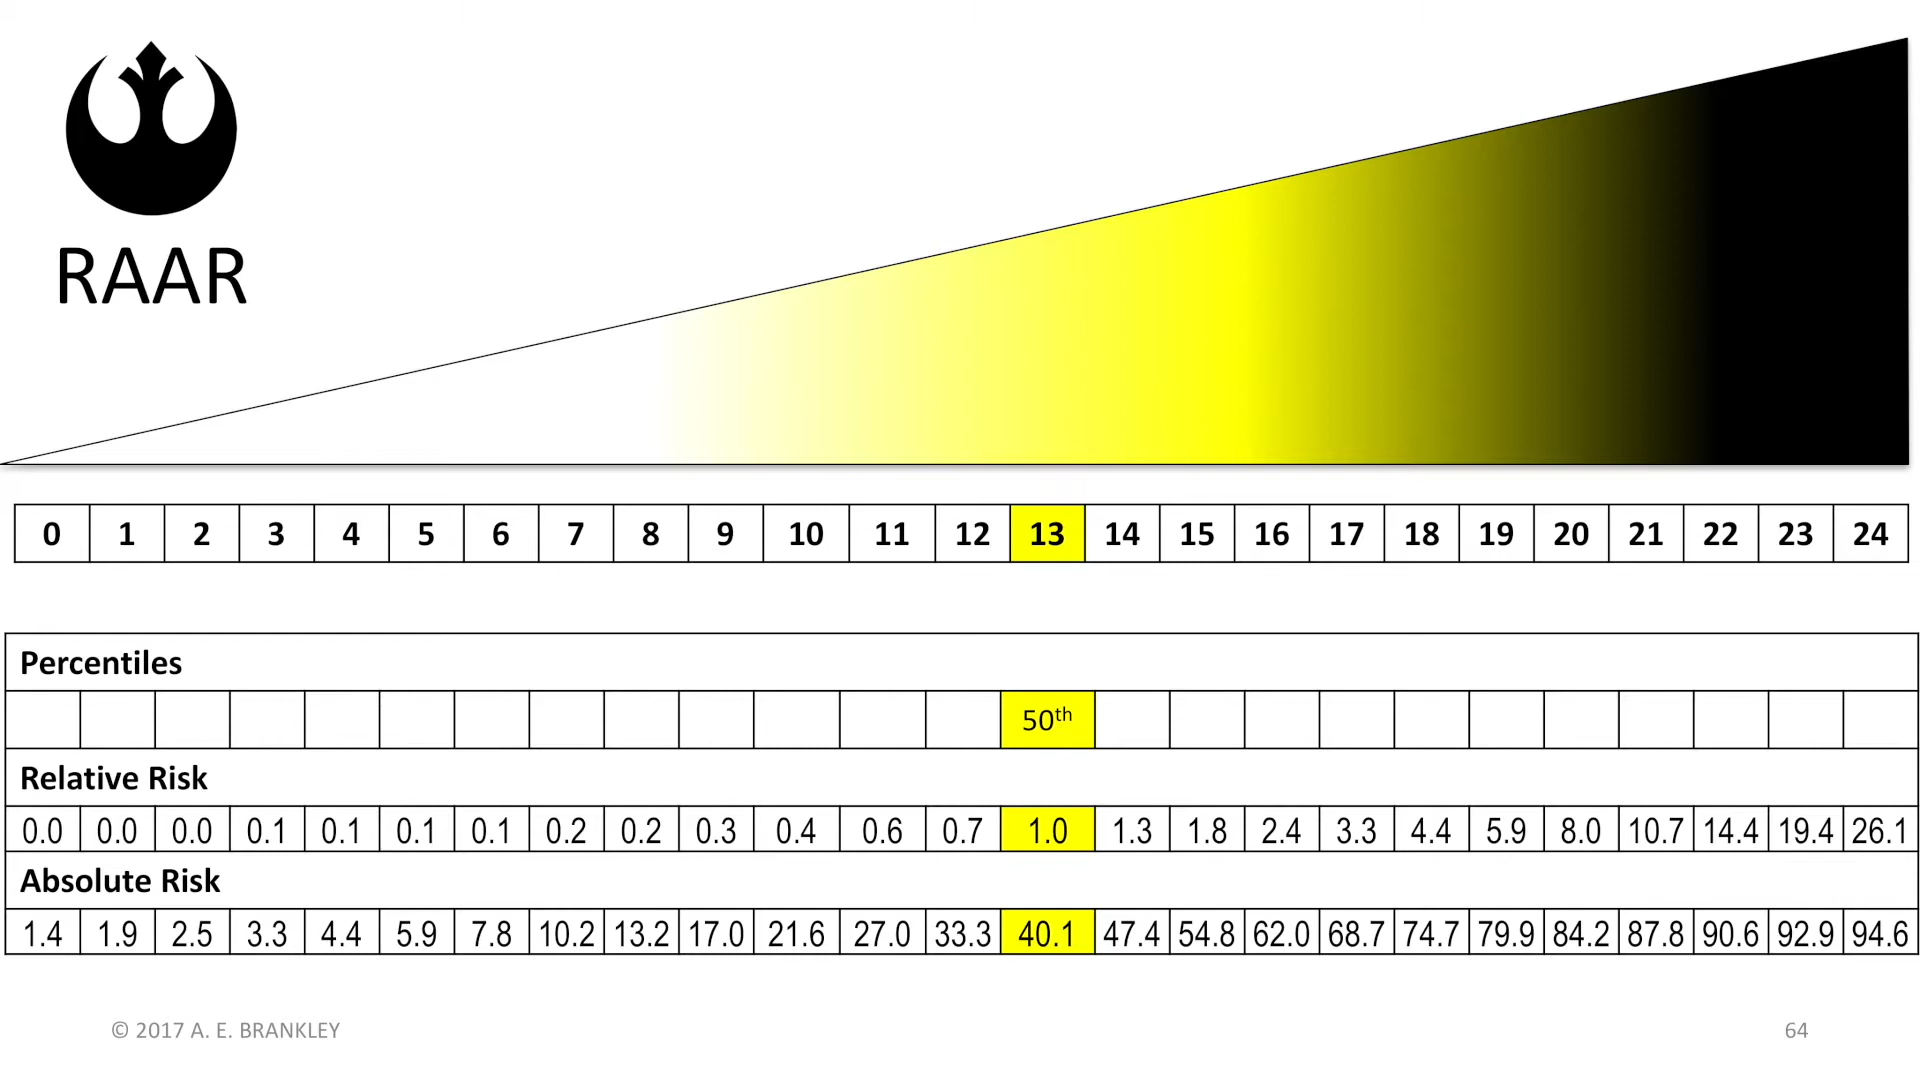 RAAR
0 1 2 3 4 5 6 7 8 9 10 11 12 13 14 15 16 17 18 19 20 21 22 23 24
Percentiles
50th
Relative Risk
0.0 0.0 0.0 0.1 0.1 0.1 0.1 0.2 0.2 0.3 0.4 0.6 0.7 1.0 1.3 1.8 2.4 3.3 4.4 5.9 8.0 10.7 14.4 19.4 26.1
Absolute Risk
1.4 1.9 2.5 3.3 4.4 5.9 7.8 10.2 13.2 17.0 21.6 27.0 33.3 40.1 47.4 54.8 62.0 68.7 74.7 79.9 84.2 87.8 90.6 92.9 94.6
© 2017 A. E. BRANKLEY
64